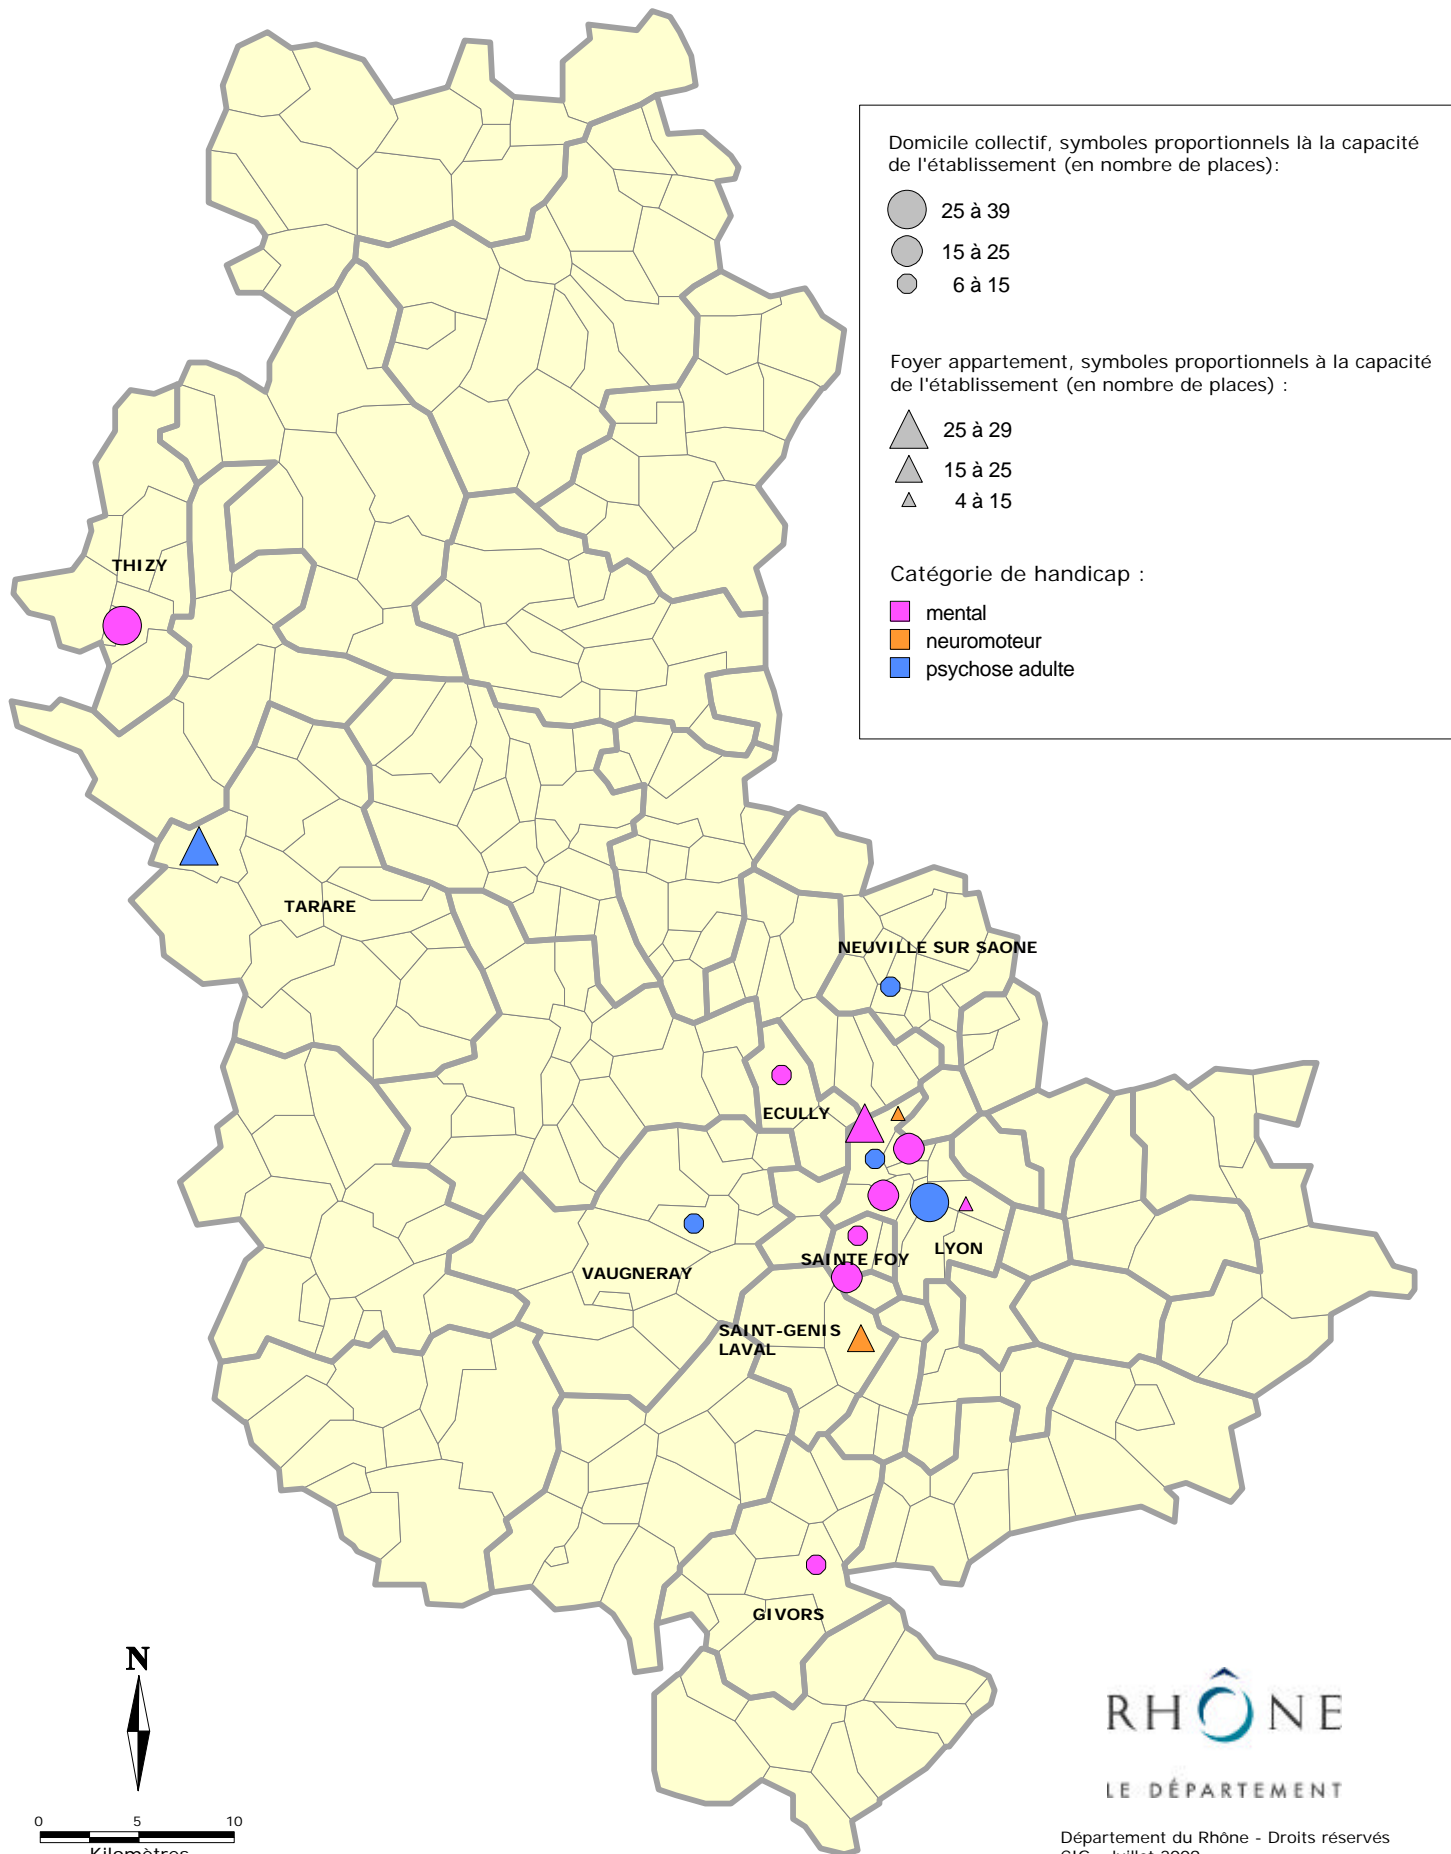 Domicile collectif, symboles proportionnels là la capacité
de l'établissement (en nombre de places):
25 à 39
15 à 25
6 à 15
Foyer appartement, symboles proportionnels à la capacité
de l'établissement (en nombre de places) :
25 à 29
15 à 25
4 à 15
Catégorie de handicap :
mental
neuromoteur
psychose adulte
THIZY
TARARE
NEUVILLE SUR SAONE
ECULLY
LYON
SAINTE FOY
VAUGNERAY
SAINT-GENIS
LAVAL
GIVORS
N
0 5 10
Kilomètres
RHÔNE
LE DÉPARTEMENT
Département du Rhône - Droits réservés